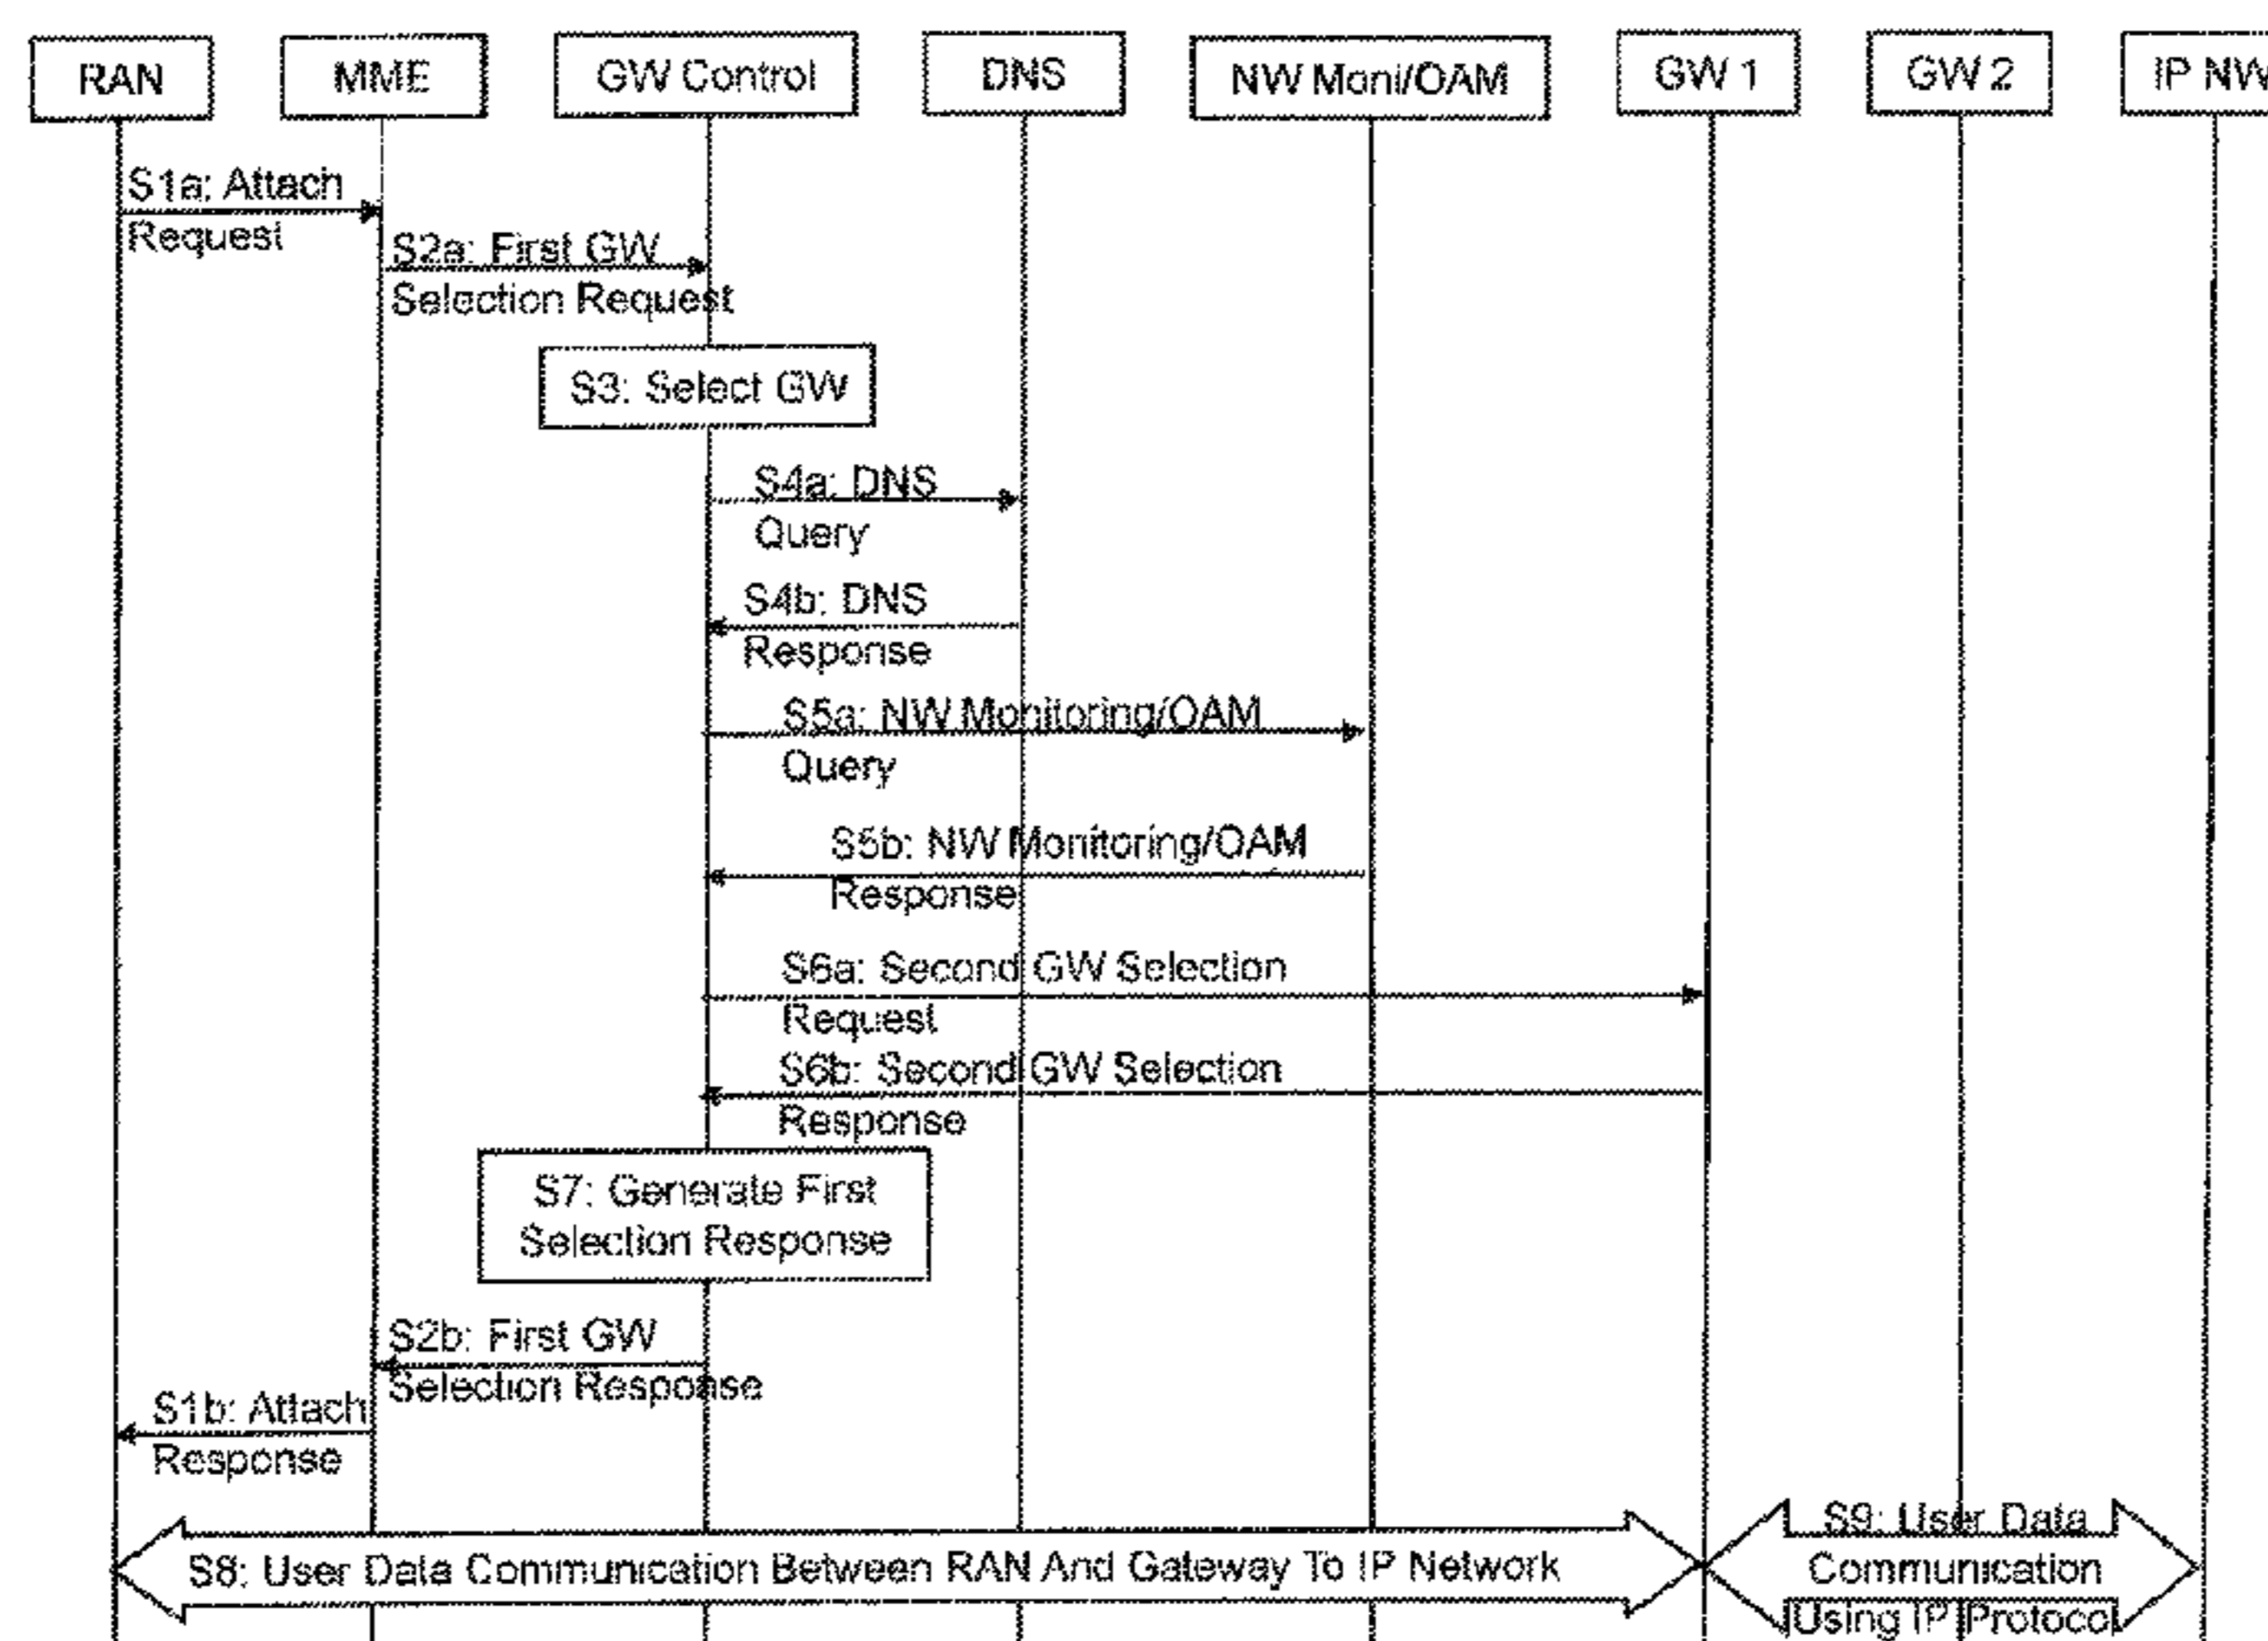 RAN
MME
GW Control
DNS
NW Moni/OAM
GW 1
GW 2
IP NW
S1a: Attach
Request
S2a: First GW
Selection Request
S3: Select GW
S4a: DNS
Query
S4b: DNS
Response
S5a: NW Monitoring/OAM
Query
S5b: NW Monitoring/OAM
Response
S6a: Second GW Selection
Request
S6b: Second GW Selection
Response
S7: Generate First
Selection Response
S2b: First GW
Selection Response
S1b: Attach
Response
S8: User Data Communication Between RAN And Gateway To IP Network
S9: User Data
Communication
Using IP Protocol